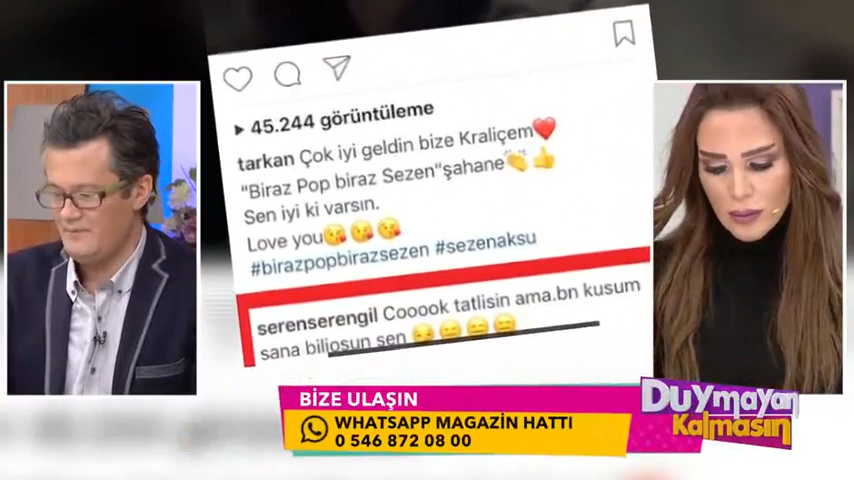 45.244 görüntüleme
tarkan Çok iyi geldin bize Kraliçem❤️
"Biraz Pop biraz Sezen"şahane👏👍
Sen iyi ki varsın.
Love you😘😘😘
#birazpopbirazsezen #sezenaksu
serenserengil Cooook tatlisin ama.bn kusum
sana biliosun sen 😔😑😑😑
BİZE ULAŞIN
WHATSAPP MAGAZİN HATTI
0 546 872 08 00
Duymayan
Kalmasın